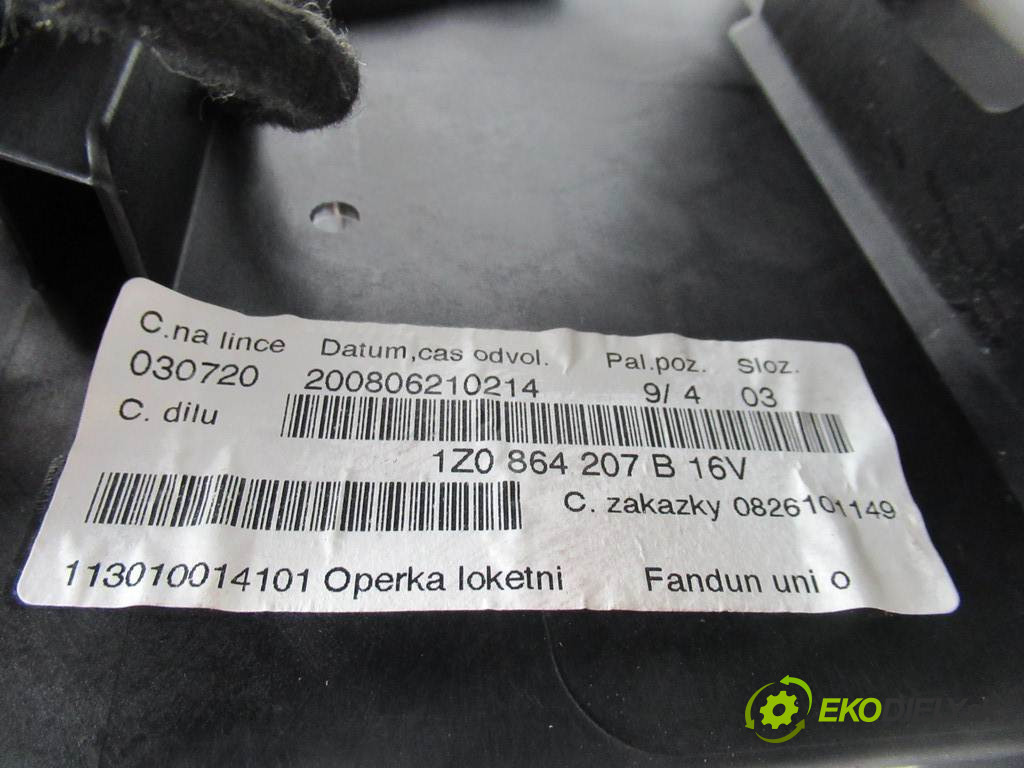 C.na lince Datum,cas odvol. Pal.poz. Sloz.
030720 200806210214 9/ 4 03
C. dilu
1Z0 864 207 B 16V
C. zakazky 0826101149
113010014101 Operka loketni Fandun uni O
EKODÍLY